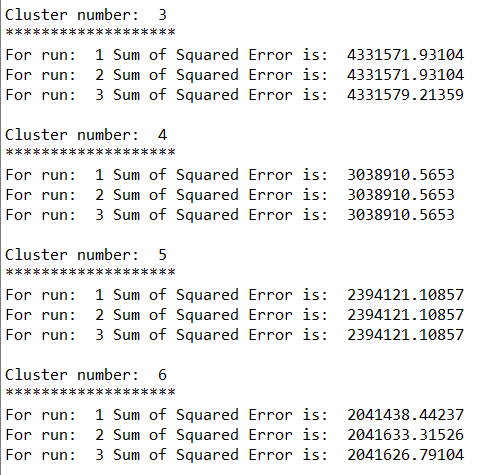 Cluster number:  3
*******************
For run:  1 Sum of Squared Error is:  4331571.93104
For run:  2 Sum of Squared Error is:  4331571.93104
For run:  3 Sum of Squared Error is:  4331579.21359
Cluster number:  4
*******************
For run:  1 Sum of Squared Error is:  3038910.5653
For run:  2 Sum of Squared Error is:  3038910.5653
For run:  3 Sum of Squared Error is:  3038910.5653
Cluster number:  5
*******************
For run:  1 Sum of Squared Error is:  2394121.10857
For run:  2 Sum of Squared Error is:  2394121.10857
For run:  3 Sum of Squared Error is:  2394121.10857
Cluster number:  6
*******************
For run:  1 Sum of Squared Error is:  2041438.44237
For run:  2 Sum of Squared Error is:  2041633.31526
For run:  3 Sum of Squared Error is:  2041626.79104